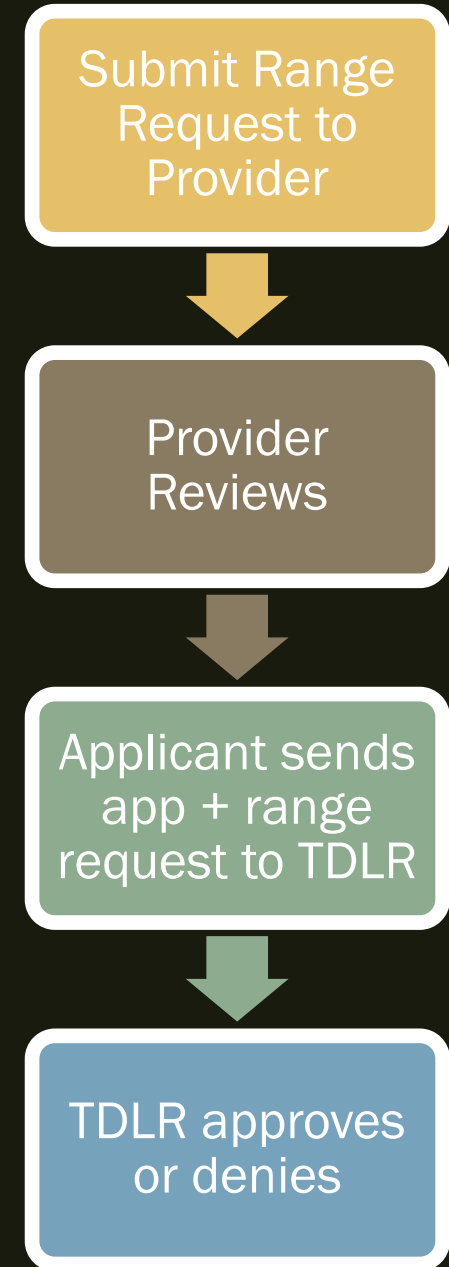 Submit Range
Request to
Provider
Provider
Reviews
Applicant sends
app + range
request to TDLR
TDLR approves
or denies